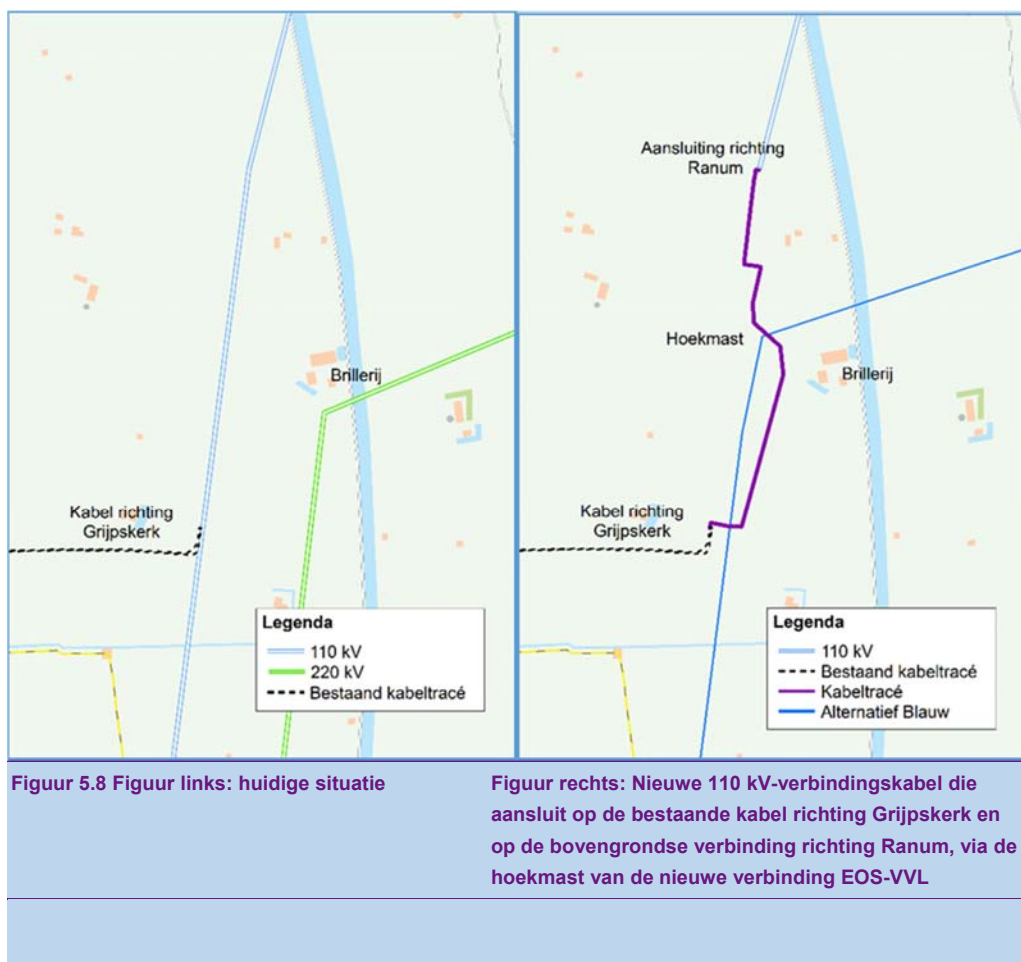 Brillerij
Kabel richting
Grijpskerk
Legenda
110 kV
220 kV
Bestaand kabeltracé
Aansluiting richting
Ranum
Hoekmast
Brillerij
Kabel richting
Grijpskerk
Legenda
110 kV
Bestaand kabeltracé
Kabeltracé
Alternatief Blauw
Figuur 5.8 Figuur links: huidige situatie
Figuur rechts: Nieuwe 110 kV-verbindingskabel die
aansluit op de bestaande kabel richting Grijpskerk en
op de bovengrondse verbinding richting Ranum, via de
hoekmast van de nieuwe verbinding EOS-VVL